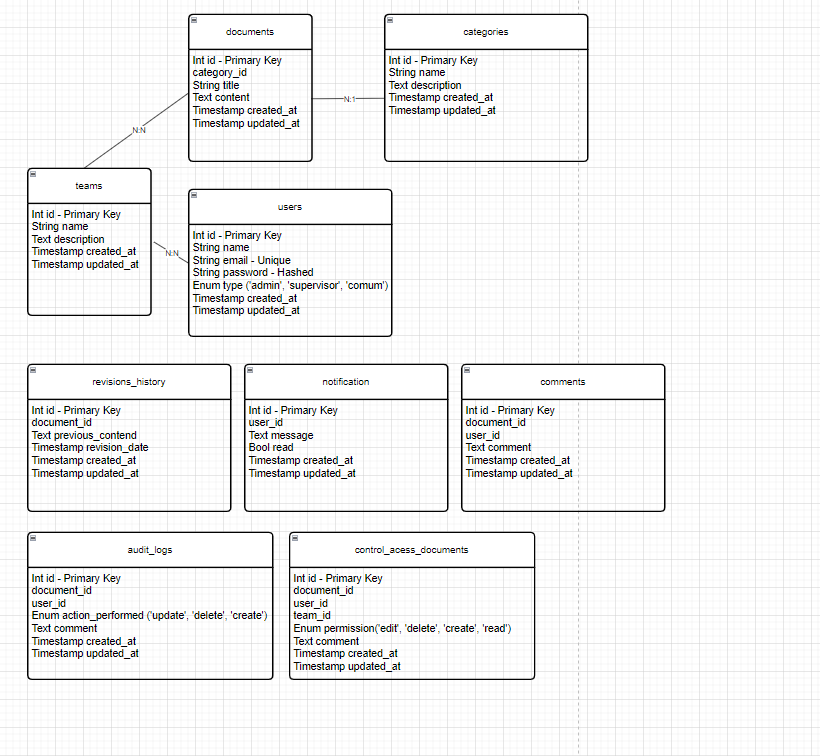 documents
Int id - Primary Key
category_id
String title
Text content
Timestamp created_at
Timestamp updated_at
categories
Int id - Primary Key
String name
Text description
Timestamp created_at
Timestamp updated_at
N:1
N:N
teams
Int id - Primary Key
String name
Text description
Timestamp created_at
Timestamp updated_at
N:N
users
Int id - Primary Key
String name
String email - Unique
String password - Hashed
Enum type ('admin', 'supervisor', 'comum')
Timestamp created_at
Timestamp updated_at
revisions_history
Int id - Primary Key
document_id
Text previous_contend
Timestamp revision_date
Timestamp created_at
Timestamp updated_at
notification
Int id - Primary Key
user_id
Text message
Bool read
Timestamp created_at
Timestamp updated_at
comments
Int id - Primary Key
document_id
user_id
Text comment
Timestamp created_at
Timestamp updated_at
audit_logs
Int id - Primary Key
document_id
user_id
Enum action_performed ('update', 'delete', 'create')
Text comment
Timestamp created_at
Timestamp updated_at
control_acess_documents
Int id - Primary Key
document_id
user_id
team_id
Enum permission('edit', 'delete', 'create', 'read')
Text comment
Timestamp created_at
Timestamp updated_at